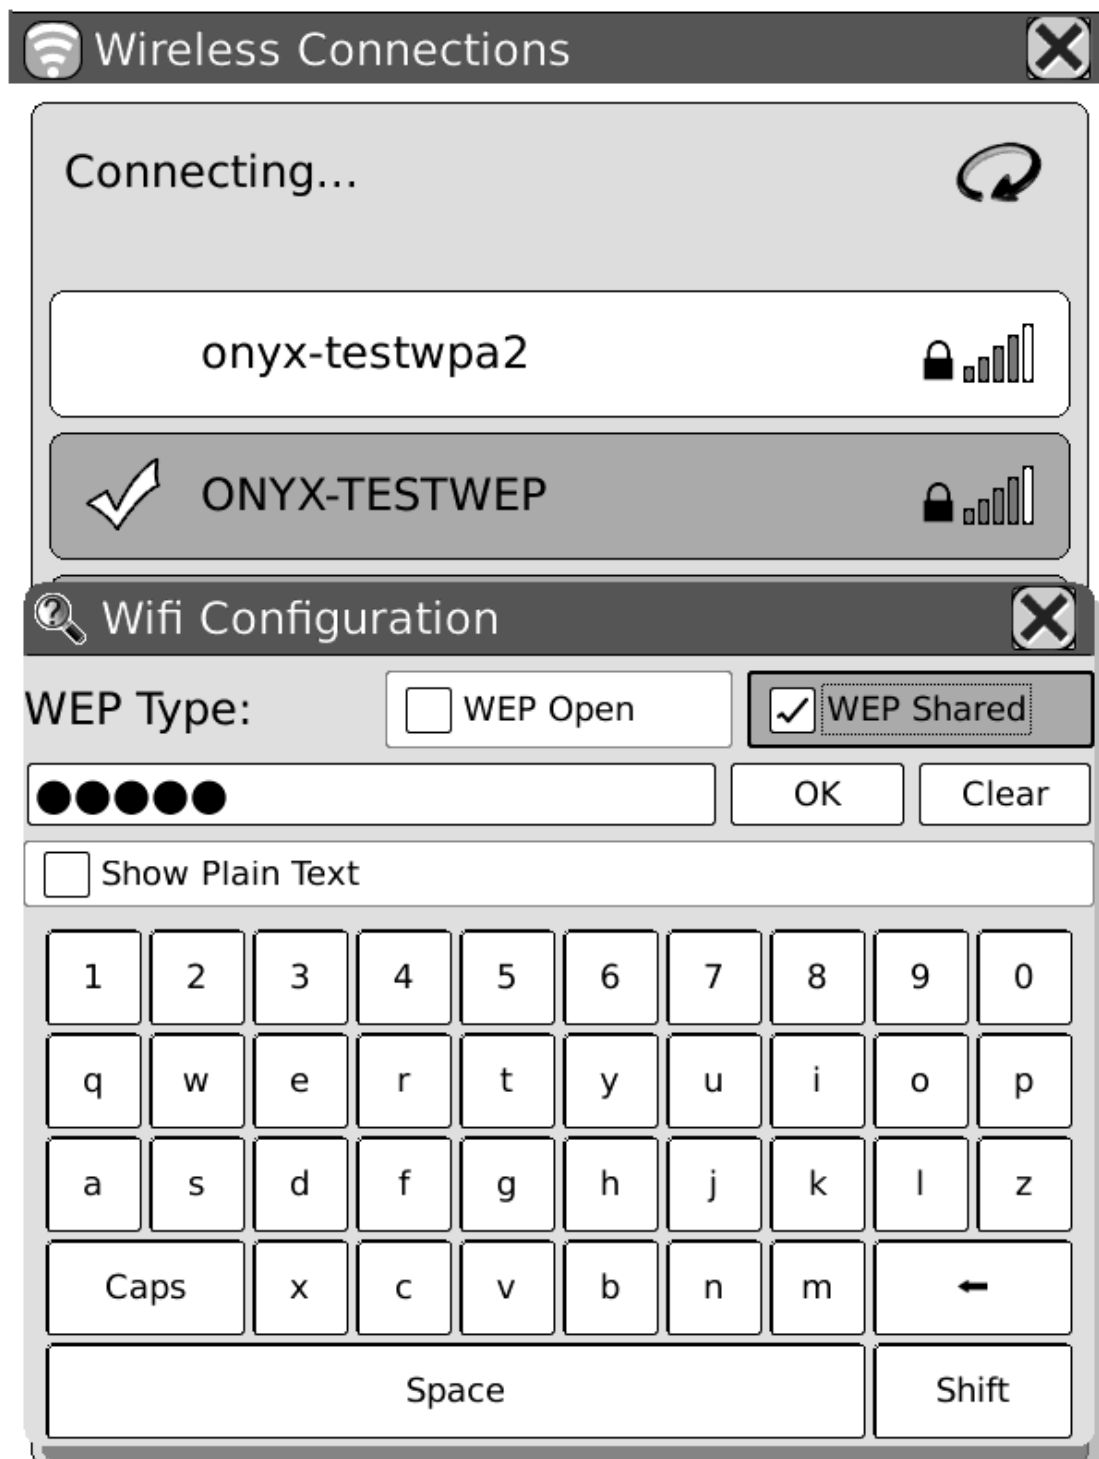 Wireless Connections
Connecting...
onyx-testwpa2
ONYX-TESTWEP
Wifi Configuration
WEP Type: WEP Open WEP Shared
●●●●● OK Clear
Show Plain Text
1 2 3 4 5 6 7 8 9 0
q w e r t y u i o p
a s d f g h j k l z
Caps x c v b n m ←
Space Shift